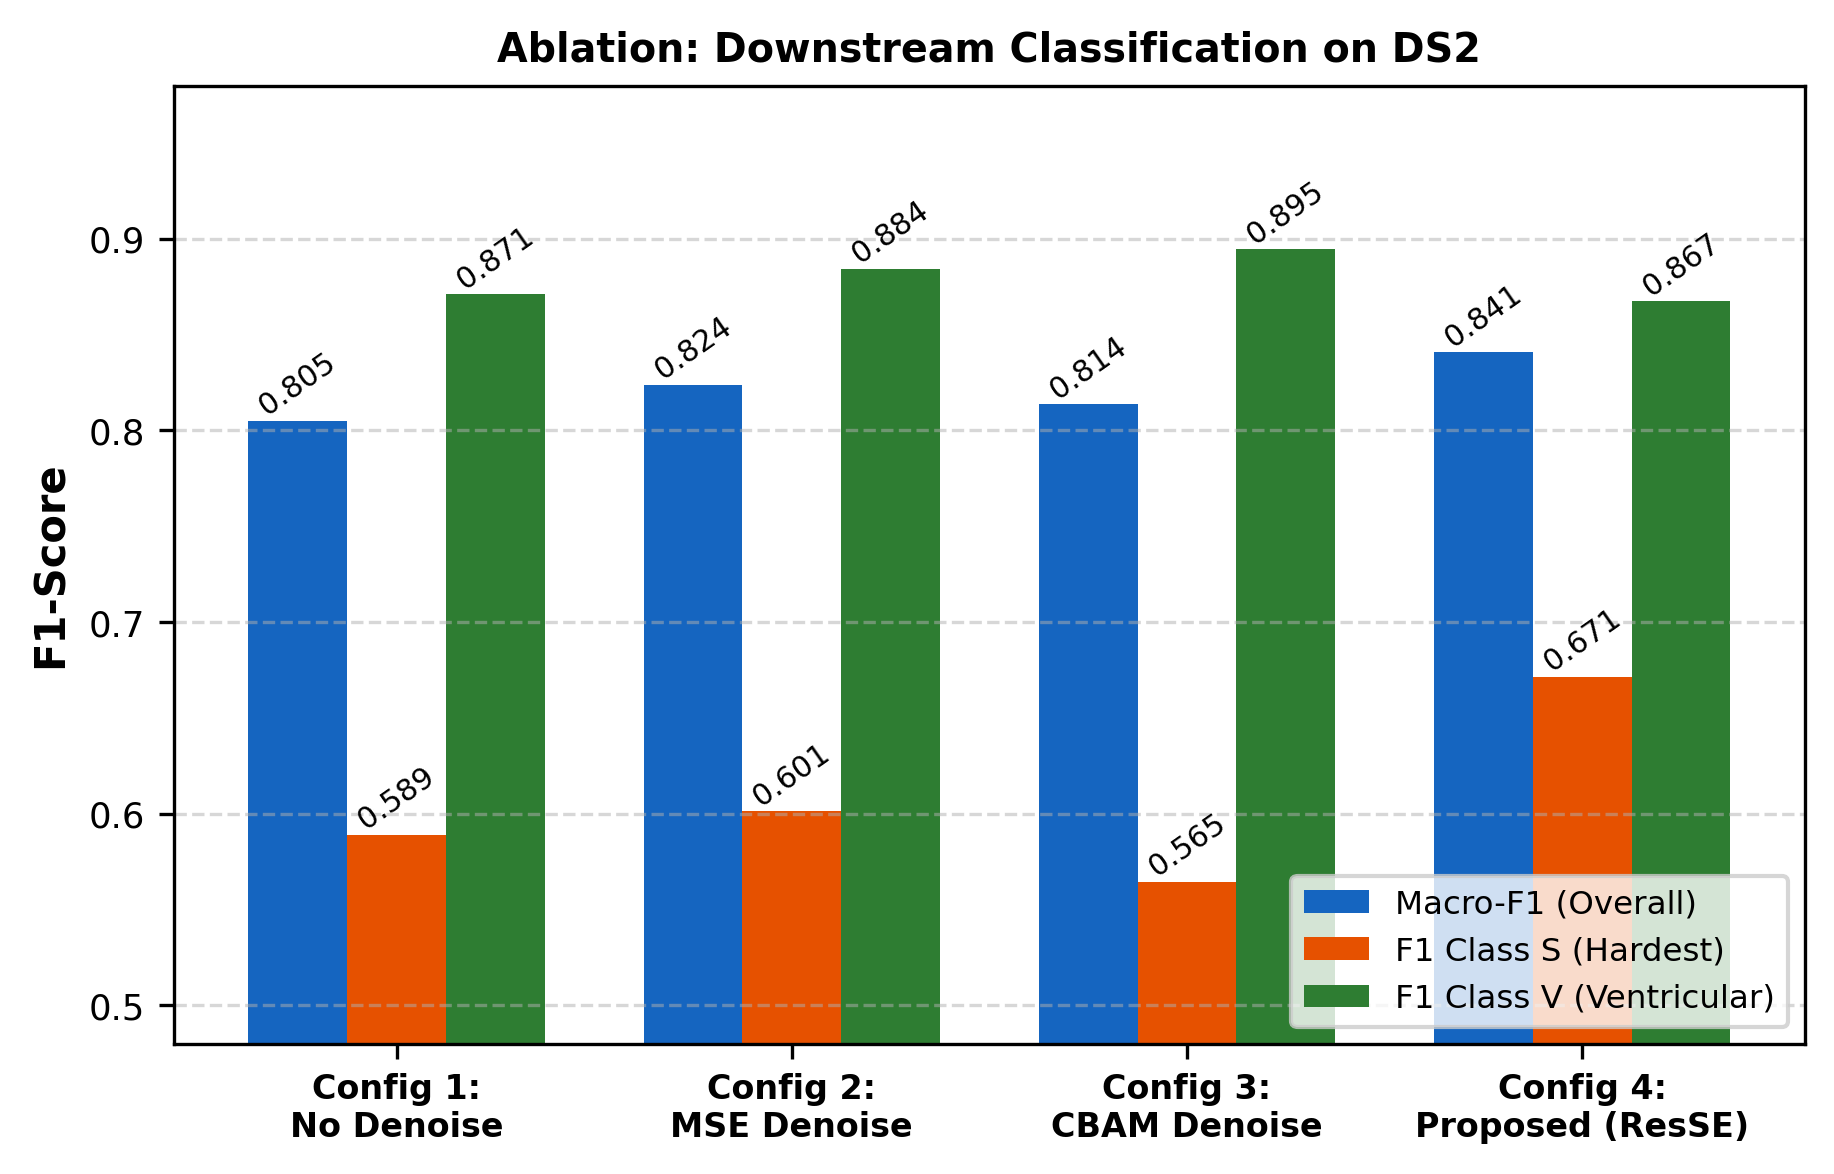 Ablation: Downstream Classification on DS2
F1-Score
0.9
0.8
0.7
0.6
0.5
0.805
0.589
0.871
0.824
0.601
0.884
0.814
0.565
0.895
0.841
0.671
0.867
Macro-F1 (Overall)
F1 Class S (Hardest)
F1 Class V (Ventricular)
Config 1:
No Denoise
Config 2:
MSE Denoise
Config 3:
CBAM Denoise
Config 4:
Proposed (ResSE)